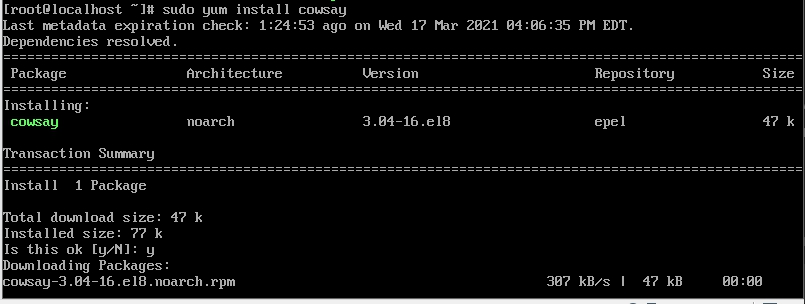 [root@localhost ~]# sudo yum install cowsay
Last metadata expiration check: 1:24:53 ago on Wed 17 Mar 2021 04:06:35 PM EDT.
Dependencies resolved.
================================================================================
Package Architecture Version Repository Size
================================================================================
Installing:
cowsay noarch 3.04-16.el8 epel 47 k
Transaction Summary
================================================================================
Install 1 Package
Total download size: 47 k
Installed size: 77 k
Is this ok [y/N]: y
Downloading Packages:
cowsay-3.04-16.el8.noarch.rpm 307 kB/s | 47 kB 00:00